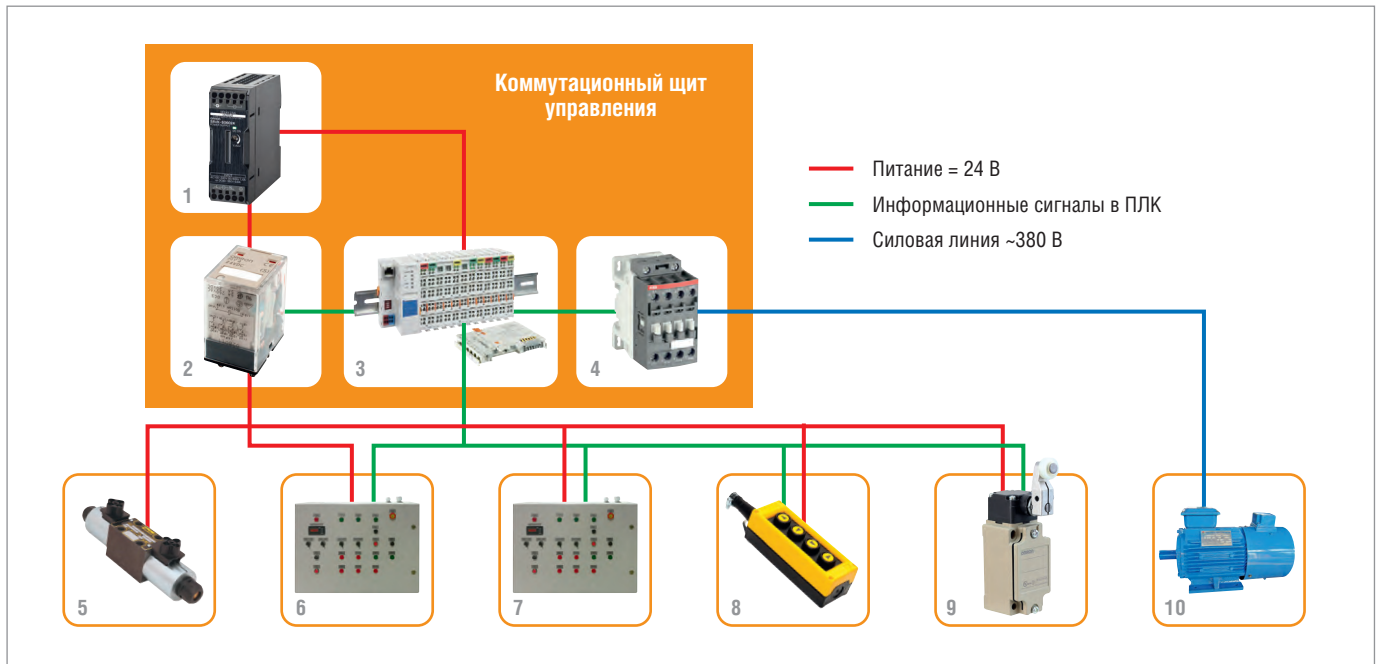 Коммутационный щит
управления
Питание = 24 В
Информационные сигналы в ПЛК
Силовая линия ~380 В
1
2
3
4
5
6
7
8
9
10